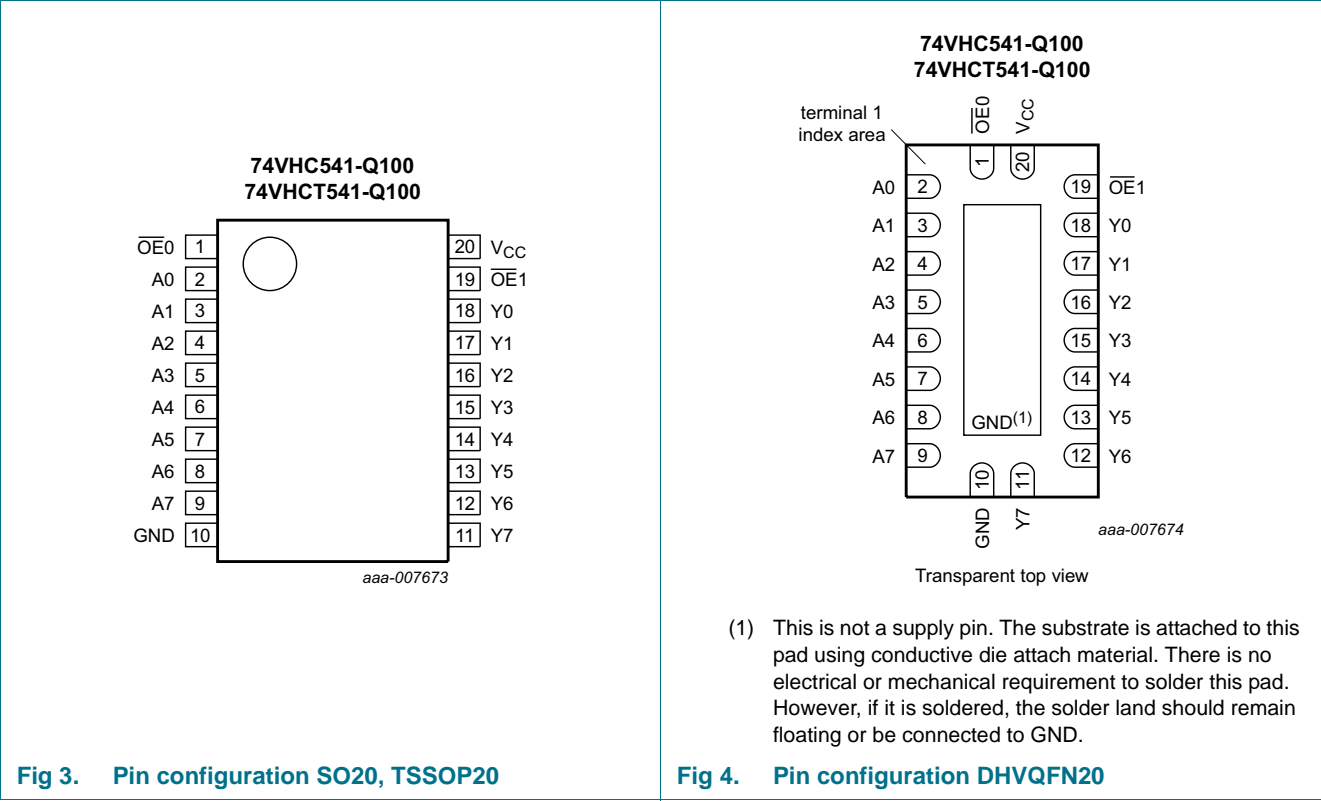 74VHC541-Q100
74VHCT541-Q100
OE0 1
A0 2
A1 3
A2 4
A3 5
A4 6
A5 7
A6 8
A7 9
GND 10
20 VCC
19 OE1
18 Y0
17 Y1
16 Y2
15 Y3
14 Y4
13 Y5
12 Y6
11 Y7
aaa-007673
Fig 3. Pin configuration SO20, TSSOP20
74VHC541-Q100
74VHCT541-Q100
terminal 1
index area
OE0
VCC
1
20
A0 2
A1 3
A2 4
A3 5
A4 6
A5 7
A6 8
A7 9
19 OE1
18 Y0
17 Y1
16 Y2
15 Y3
14 Y4
13 Y5
12 Y6
GND(1)
10
11
GND
Y7
aaa-007674
Transparent top view
(1) This is not a supply pin. The substrate is attached to this
pad using conductive die attach material. There is no
electrical or mechanical requirement to solder this pad.
However, if it is soldered, the solder land should remain
floating or be connected to GND.
Fig 4. Pin configuration DHVQFN20